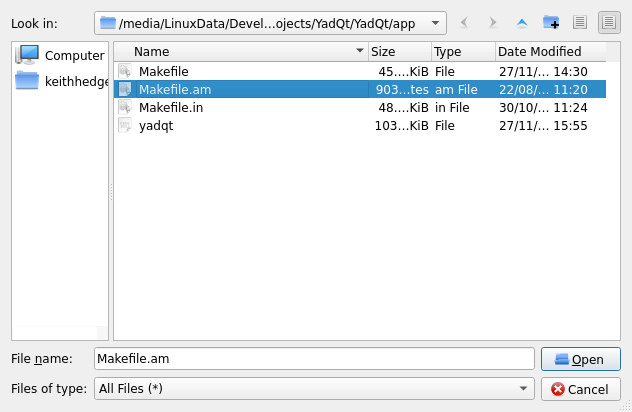 Look in: /media/LinuxData/Devel...ojects/YadQt/YadQt/app
Computer
keithhedge
Name Size Type Date Modified
Makefile 45....KiB File 27/11/... 14:30
Makefile.am 903...tes am File 22/08/... 11:20
Makefile.in 48....KiB in File 30/10/... 11:24
yadqt 103...KiB File 27/11/... 15:55
File name: Makefile.am Open
Files of type: All Files (*) Cancel